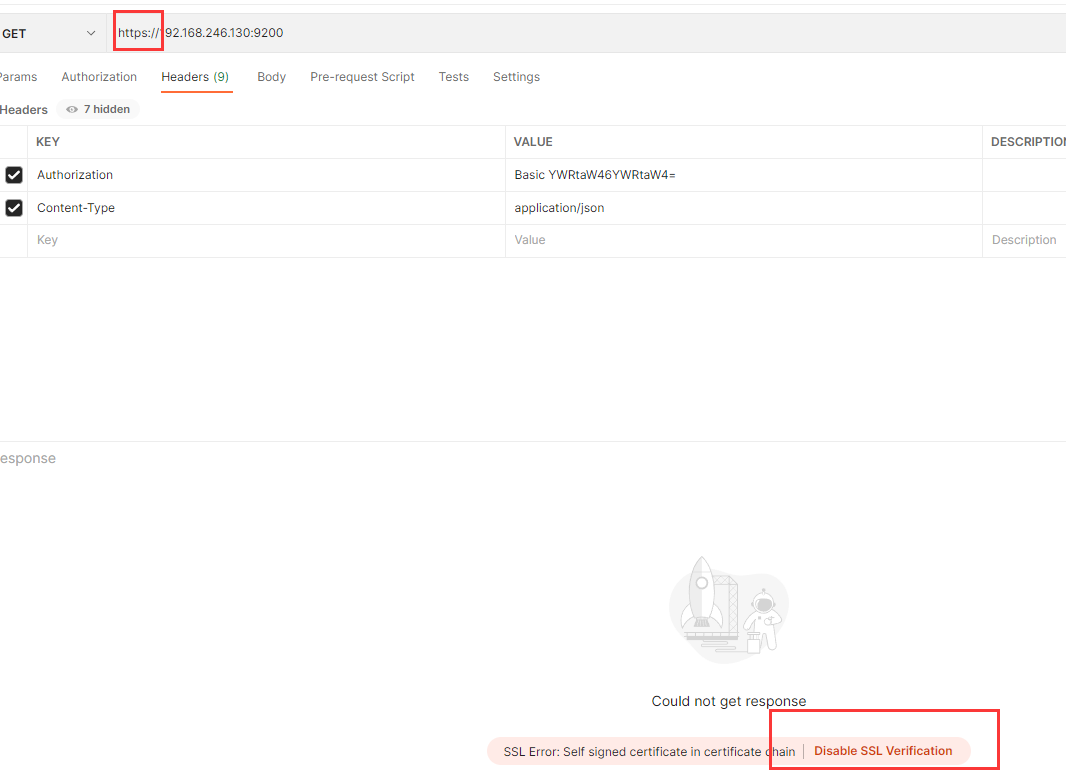 GET https://192.168.246.130:9200
Params Authorization Headers (9) Body Pre-request Script Tests Settings
Headers 7 hidden
KEY VALUE DESCRIPTION
Authorization Basic YWRtaW46YWRtaW4=
Content-Type application/json
Key Value Description
esponse
Could not get response
SSL Error: Self signed certificate in certificate chain | Disable SSL Verification